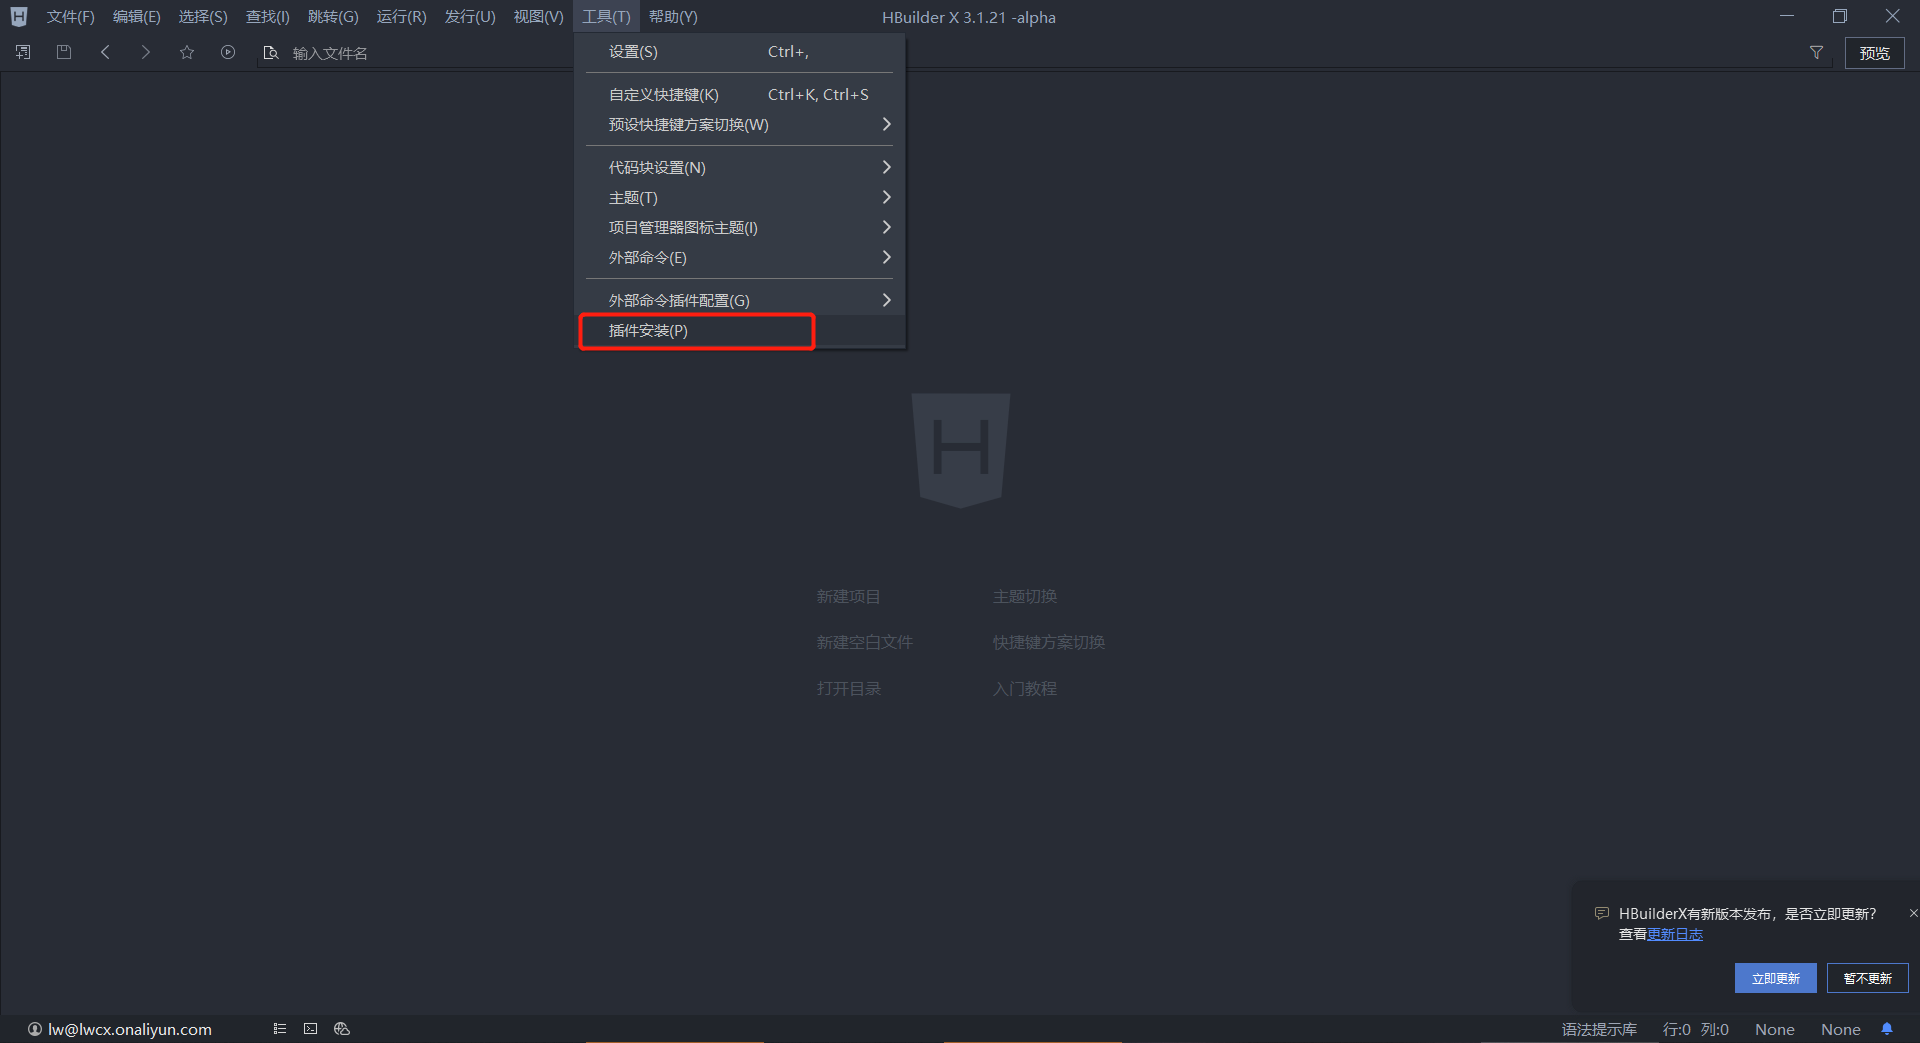 文件(F) 编辑(E) 选择(S) 查找(I) 跳转(G) 运行(R) 发行(U) 视图(V) 工具(T) 帮助(Y) HBuilder X 3.1.21 -alpha
输入文件名 预览
设置(S) Ctrl+,
自定义快捷键(K) Ctrl+K, Ctrl+S
预设快捷键方案切换(W)
代码块设置(N)
主题(T)
项目管理器图标主题(I)
外部命令(E)
外部命令插件配置(G)
插件安装(P)
H
新建项目 主题切换
新建空白文件 快捷键方案切换
打开目录 入门教程
HBuilderX有新版本发布，是否立即更新?
查看更新日志
立即更新 暂不更新
lw@lwcx.onaliyun.com 语法提示库 行:0 列:0 None None